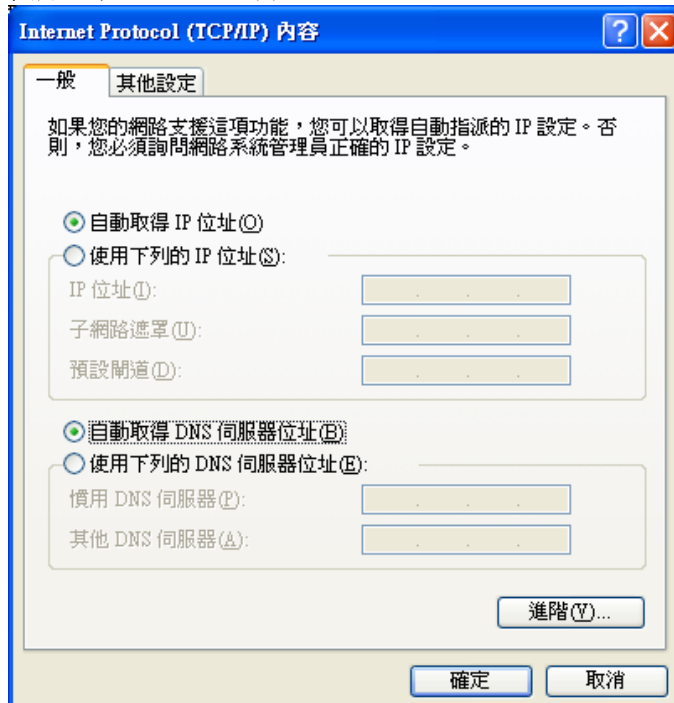 Internet Protocol (TCP/IP) 內容
一般
其他設定
如果您的網路支援這項功能，您可以取得自動指派的 IP 設定。否
則，您必須詢問網路系統管理員正確的 IP 設定。
自動取得 IP 位址(O)
使用下列的 IP 位址(S):
IP 位址(I):
子網路遮罩(U):
預設閘道(D):
自動取得 DNS 伺服器位址(B)
使用下列的 DNS 伺服器位址(E):
慣用 DNS 伺服器(P):
其他 DNS 伺服器(A):
進階(V)...
確定
取消